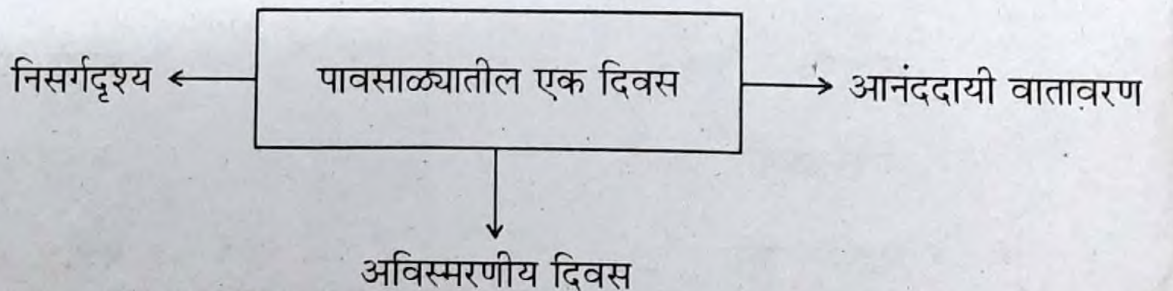 निसर्गदृश्य ← पावसाळ्यातील एक दिवस → आनंददायी वातावरण
अविस्मरणीय दिवस